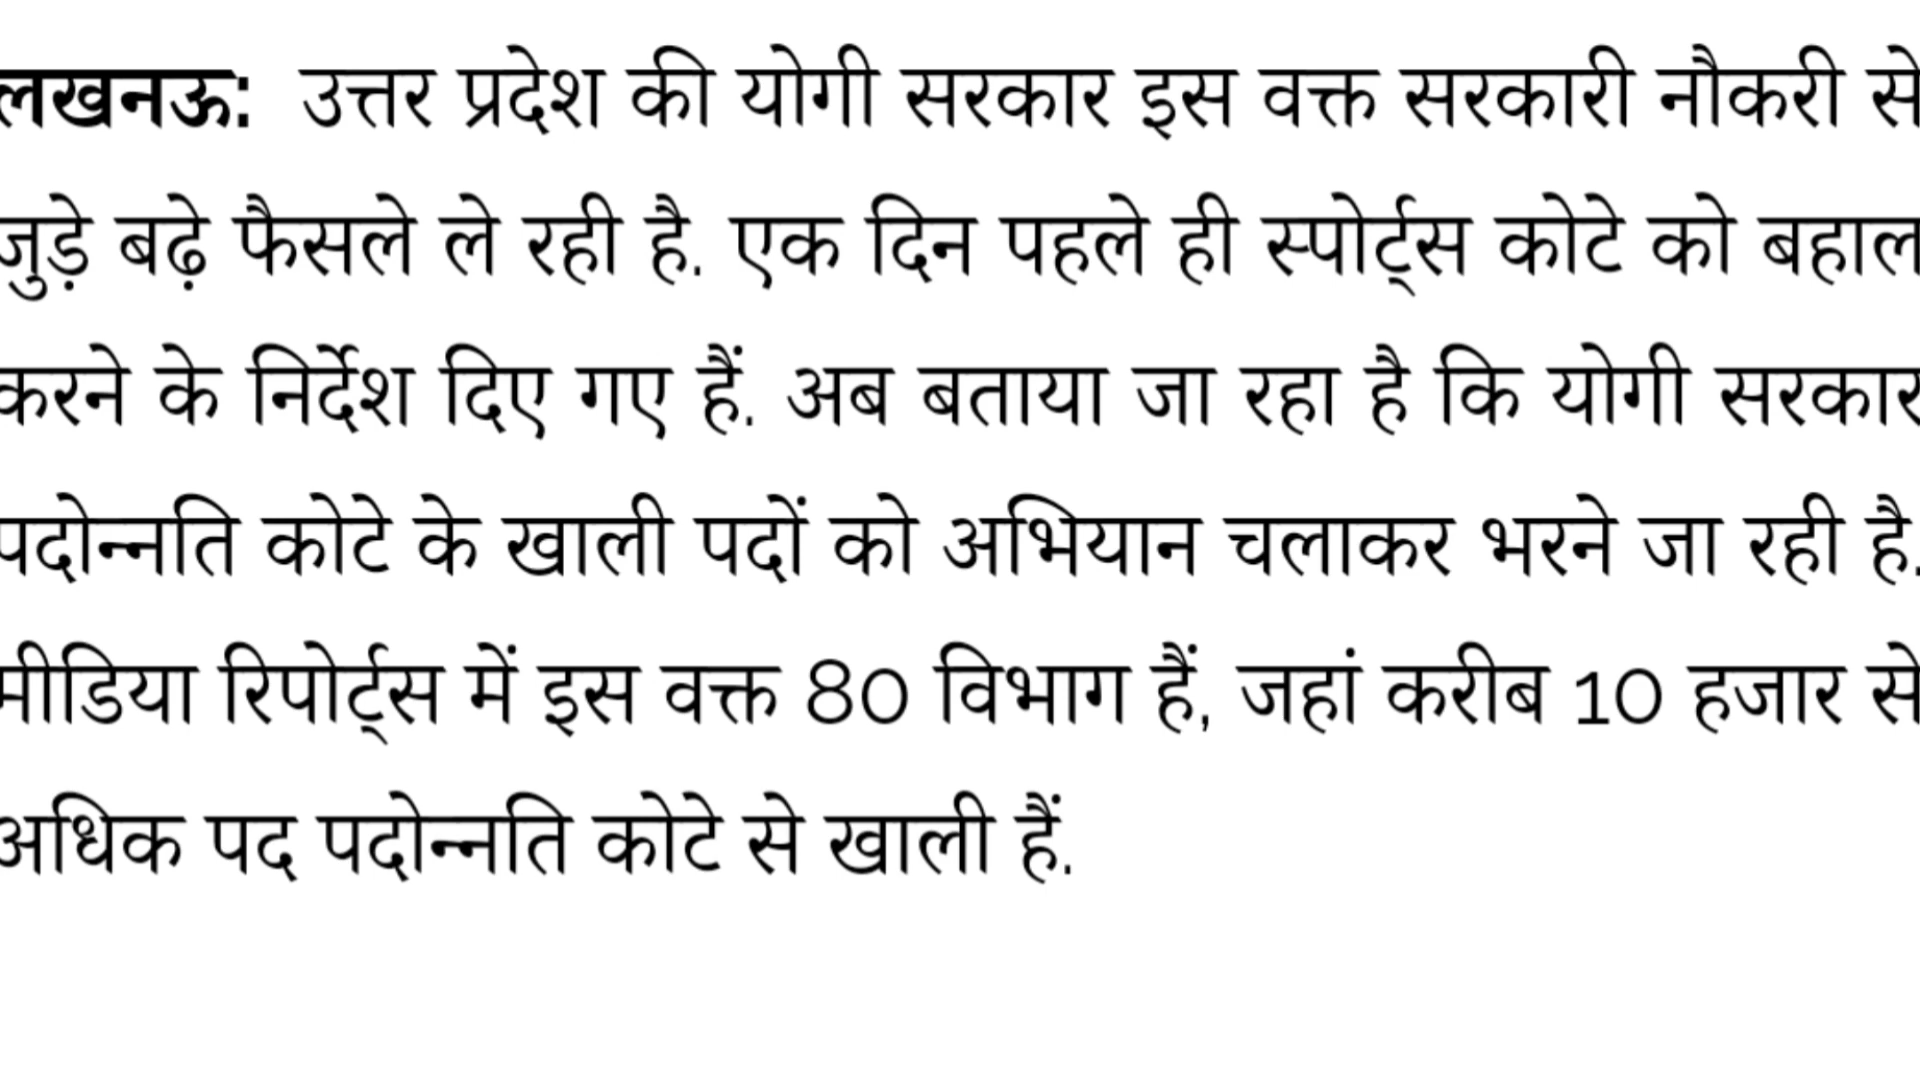 लखनऊ: उत्तर प्रदेश की योगी सरकार इस वक्त सरकारी नौकरी से
जुड़े बढ़े फैसले ले रही है. एक दिन पहले ही स्पोर्ट्स कोटे को बहाल
करने के निर्देश दिए गए हैं. अब बताया जा रहा है कि योगी सरकार
पदोन्नति कोटे के खाली पदों को अभियान चलाकर भरने जा रही है.
मीडिया रिपोर्ट्स में इस वक्त 80 विभाग हैं, जहां करीब 10 हजार से
अधिक पद पदोन्नति कोटे से खाली हैं.